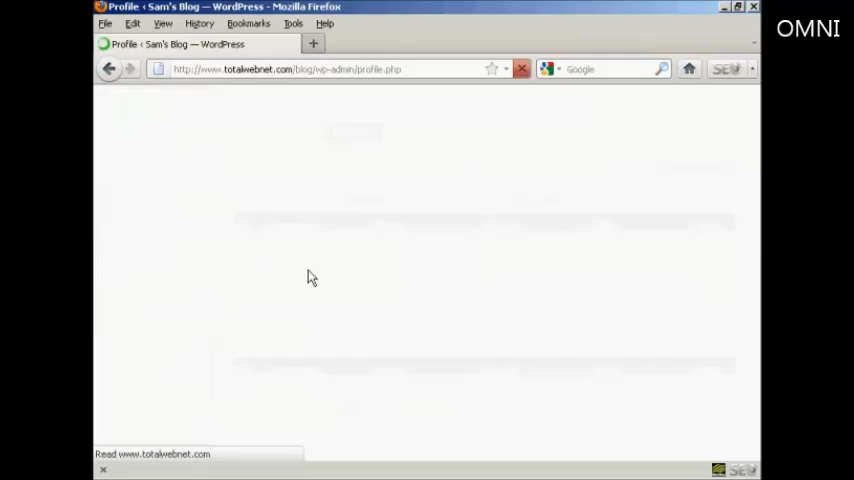 Profile ‹ Sam's Blog — WordPress - Mozilla Firefox
OMNI
File Edit View History Bookmarks Tools Help
Profile ‹ Sam's Blog — WordPress
http://www.totalwebnet.com/blog/wp-admin/profile.php
Google
SEO
Read www.totalwebnet.com
SEO